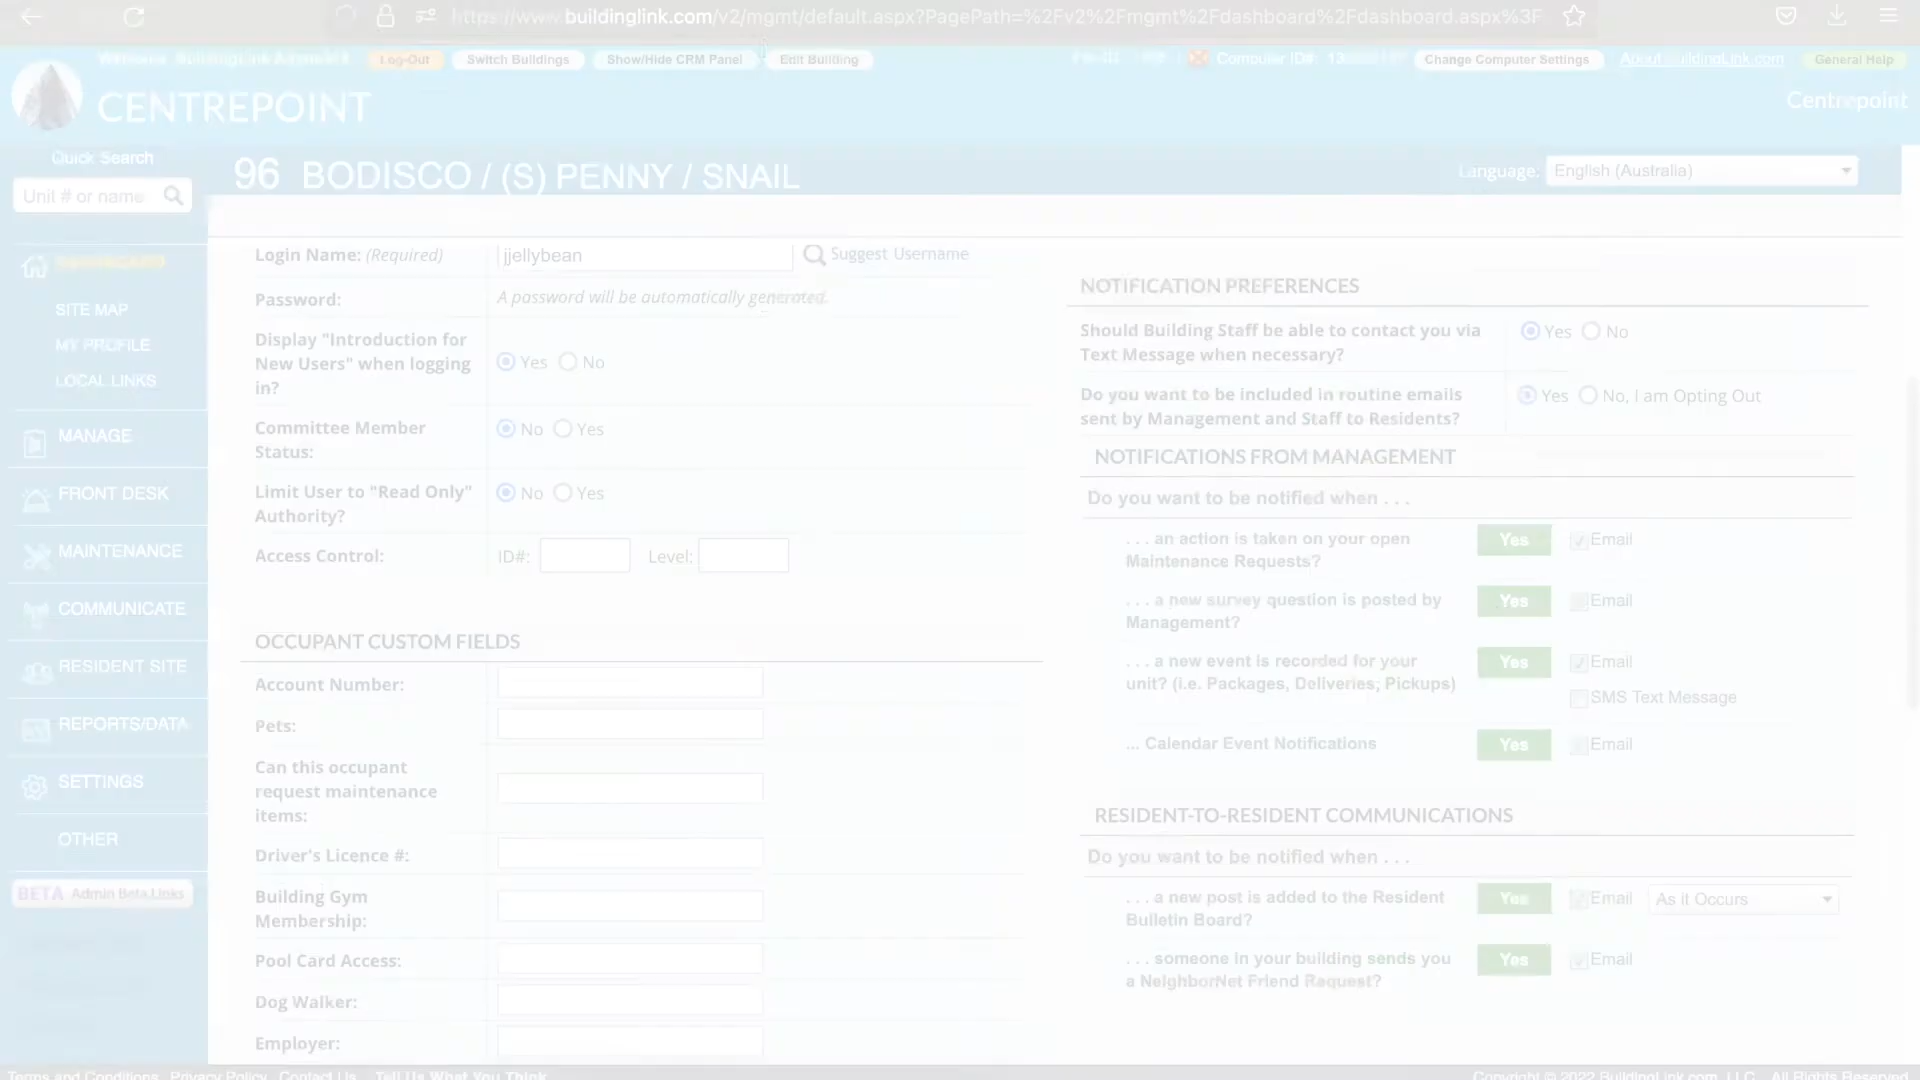 https://www.buildinglink.com/v2/mgmt/default.aspx?PagePath=%2Fv2%2Fmgmt%2Fdashboard%2Fdashboard.aspx%3F
Log-Out Switch Buildings Show/Hide CRM Panel Edit Building Computer ID#: Change Computer Settings About BuildingLink.com General Help
CENTREPOINT
Centrepoint
Quick Search
96 BODISCO / (S) PENNY / SNAIL
Language: English (Australia)
Unit # or name
SITE MAP
MY PROFILE
LOCAL LINKS
MANAGE
FRONT DESK
MAINTENANCE
COMMUNICATE
RESIDENT SITE
REPORTS/DATA
SETTINGS
OTHER
BETA Admin Beta Links
Login Name: (Required) jjellybean Suggest Username
Password: A password will be automatically generated.
Display "Introduction for
New Users" when logging
in?
Yes No
Committee Member
Status:
No Yes
Limit User to "Read Only"
Authority?
No Yes
Access Control: ID#: Level:
OCCUPANT CUSTOM FIELDS
Account Number:
Pets:
Can this occupant
request maintenance
items:
Driver's Licence #:
Building Gym
Membership:
Pool Card Access:
Dog Walker:
Employer:
NOTIFICATION PREFERENCES
Should Building Staff be able to contact you via
Text Message when necessary?
Yes No
Do you want to be included in routine emails
sent by Management and Staff to Residents?
Yes No, I am Opting Out
NOTIFICATIONS FROM MANAGEMENT
Do you want to be notified when . . .
. . . an action is taken on your open
Maintenance Requests?
Yes Email
. . . a new survey question is posted by
Management?
Yes Email
. . . a new event is recorded for your
unit? (i.e. Packages, Deliveries, Pickups)
Yes Email
SMS Text Message
... Calendar Event Notifications Yes Email
RESIDENT-TO-RESIDENT COMMUNICATIONS
Do you want to be notified when . . .
. . . a new post is added to the Resident
Bulletin Board?
Yes Email As it Occurs
. . . someone in your building sends you
a NeighborNet Friend Request?
Yes Email
Terms and Conditions Privacy Policy Contact Us Tell Us What You Think
Copyright © 2022 BuildingLink.com, LLC. All Rights Reserved